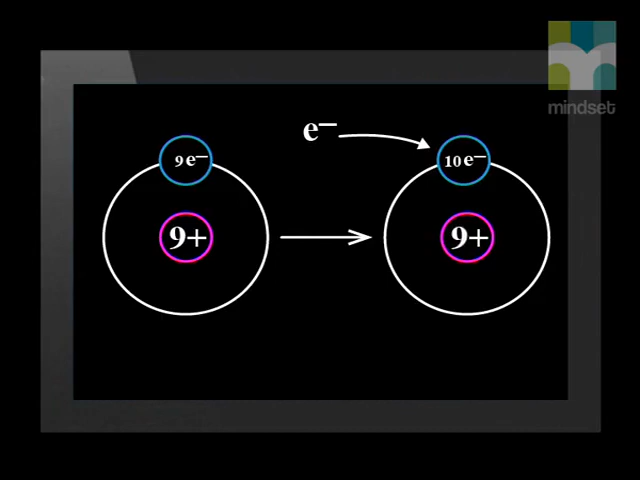 mindset
e−
9 e−
10 e−
9+
9+